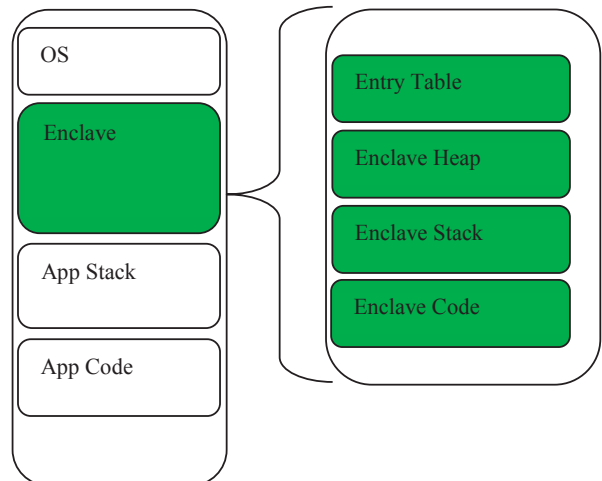 OS
Enclave
App Stack
App Code
Entry Table
Enclave Heap
Enclave Stack
Enclave Code